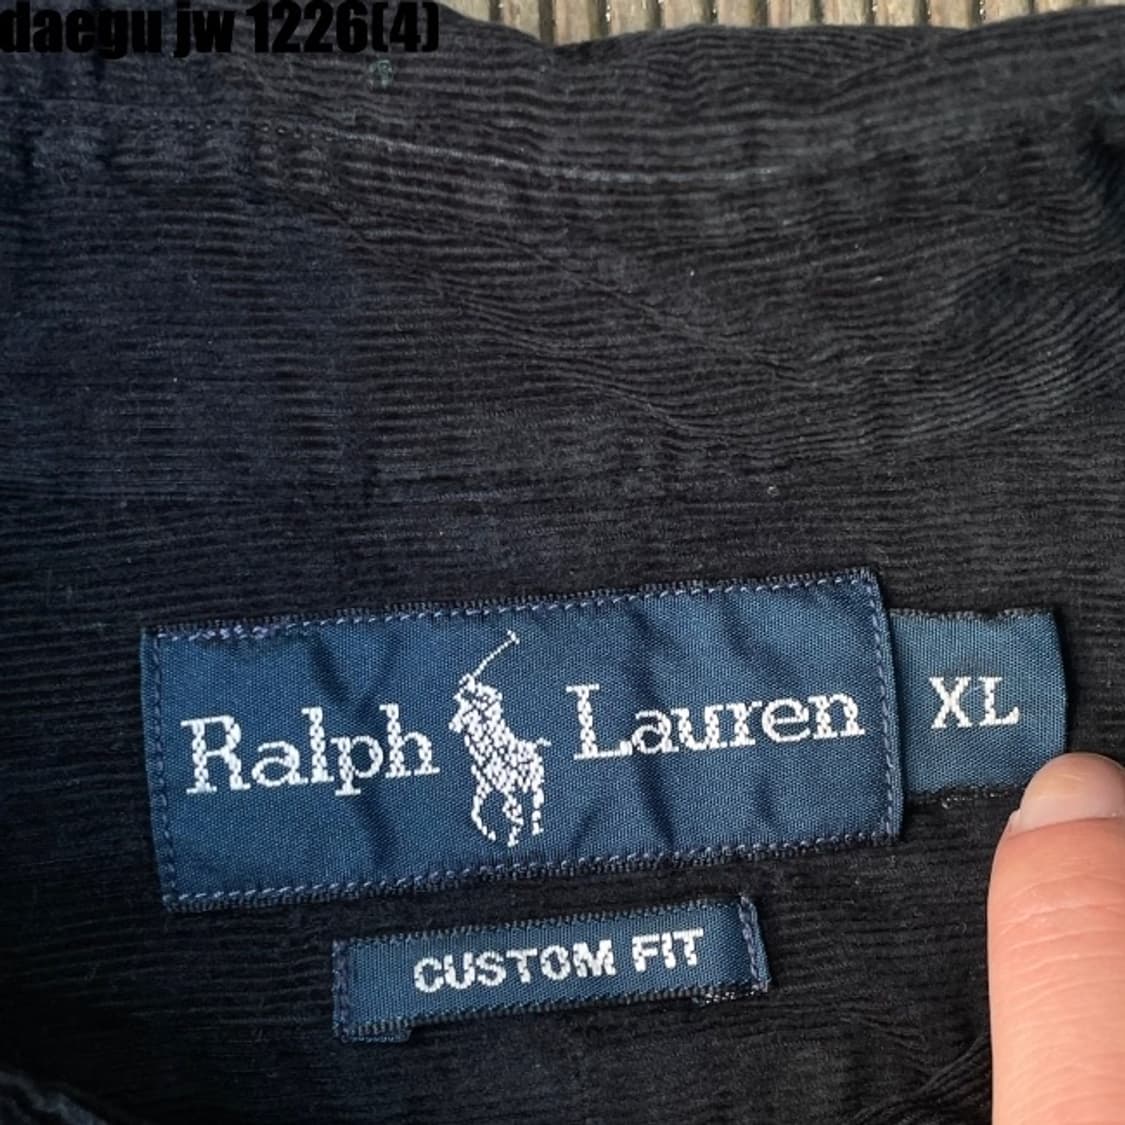 daegu jw 1226(4)
Ralph Lauren XL
CUSTOM FIT